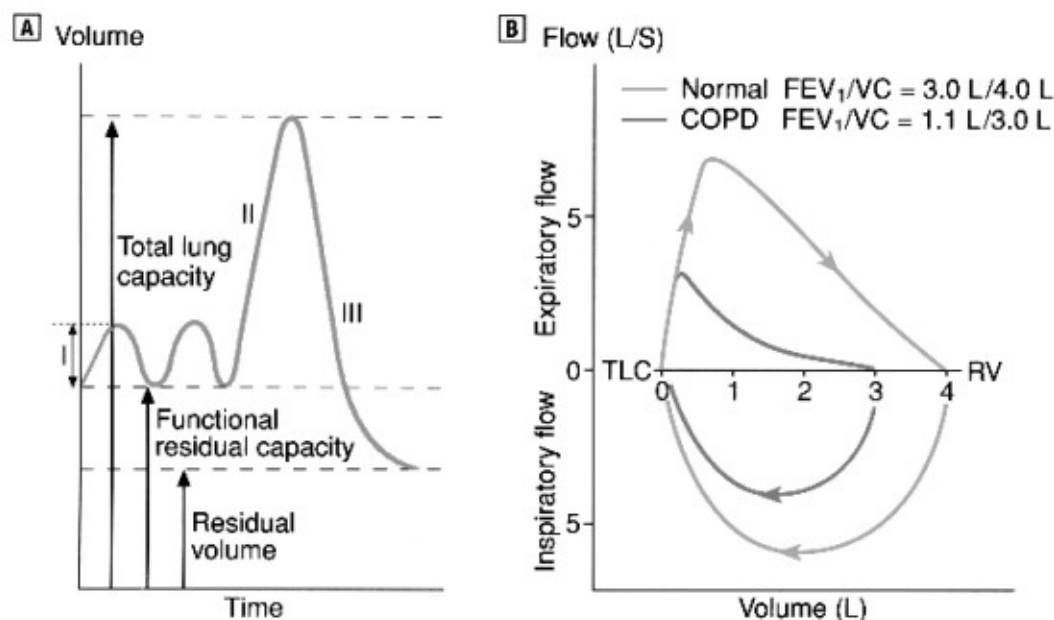 A Volume
Total lung
capacity
I
II
III
Functional
residual capacity
Residual
volume
Time
B Flow (L/S)
Normal FEV₁/VC = 3.0 L/4.0 L
COPD FEV₁/VC = 1.1 L/3.0 L
Expiratory flow
Inspiratory flow
5
0 TLC RV
0 1 2 3 4
5
Volume (L)